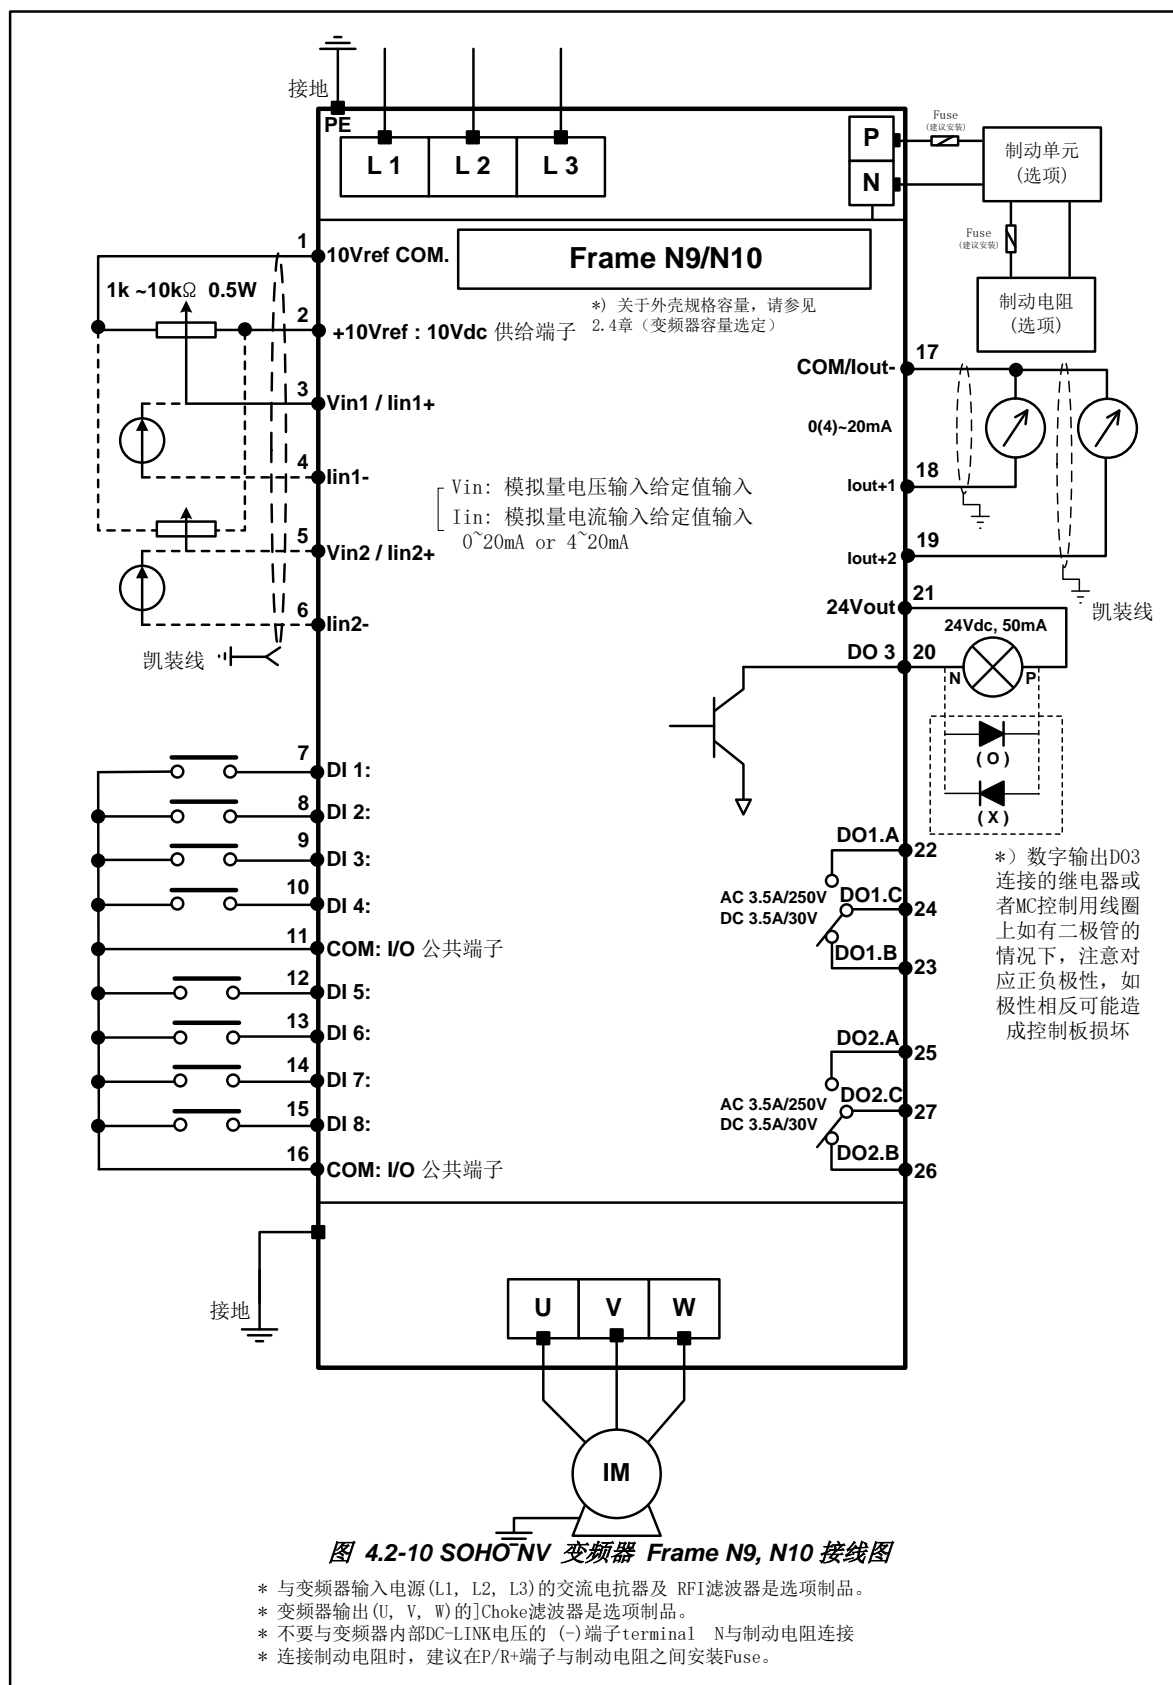 接地
PE
L 1
L 2
L 3
P
N
Fuse
(建议安装)
制动单元
(选项)
Fuse
(建议安装)
制动电阻
(选项)
Frame N9/N10
*) 关于外壳规格容量，请参见
2.4章（变频器容量选定）
1
10Vref COM.
1k ~10kΩ 0.5W
2
+10Vref : 10Vdc 供给端子
3
Vin1 / Iin1+
4
Iin1-
5
Vin2 / Iin2+
6
Iin2-
凯装线
Vin: 模拟量电压输入给定值输入
Iin: 模拟量电流输入给定值输入
0~20mA or 4~20mA
17
COM/Iout-
0(4)~20mA
18
Iout+1
19
Iout+2
凯装线
21
24Vout
24Vdc, 50mA
DO 3
20
N
P
( O )
( X )
*）数字输出DO3
连接的继电器或
者MC控制用线圈
上如有二极管的
情况下，注意对
应正负极性，如
极性相反可能造
成控制板损坏
7
DI 1:
8
DI 2:
9
DI 3:
10
DI 4:
11
COM: I/O 公共端子
12
DI 5:
13
DI 6:
14
DI 7:
15
DI 8:
16
COM: I/O 公共端子
DO1.A
22
AC 3.5A/250V
DC 3.5A/30V
DO1.C
24
DO1.B
23
DO2.A
25
AC 3.5A/250V
DC 3.5A/30V
DO2.C
27
DO2.B
26
接地
U
V
W
IM
图 4.2-10 SOHO NV 变频器 Frame N9, N10 接线图
* 与变频器输入电源(L1, L2, L3)的交流电抗器及 RFI滤波器是选项制品。
* 变频器输出(U, V, W)的]Choke滤波器是选项制品。
* 不要与变频器内部DC-LINK电压的 (-)端子terminal N与制动电阻连接
* 连接制动电阻时，建议在P/R+端子与制动电阻之间安装Fuse。